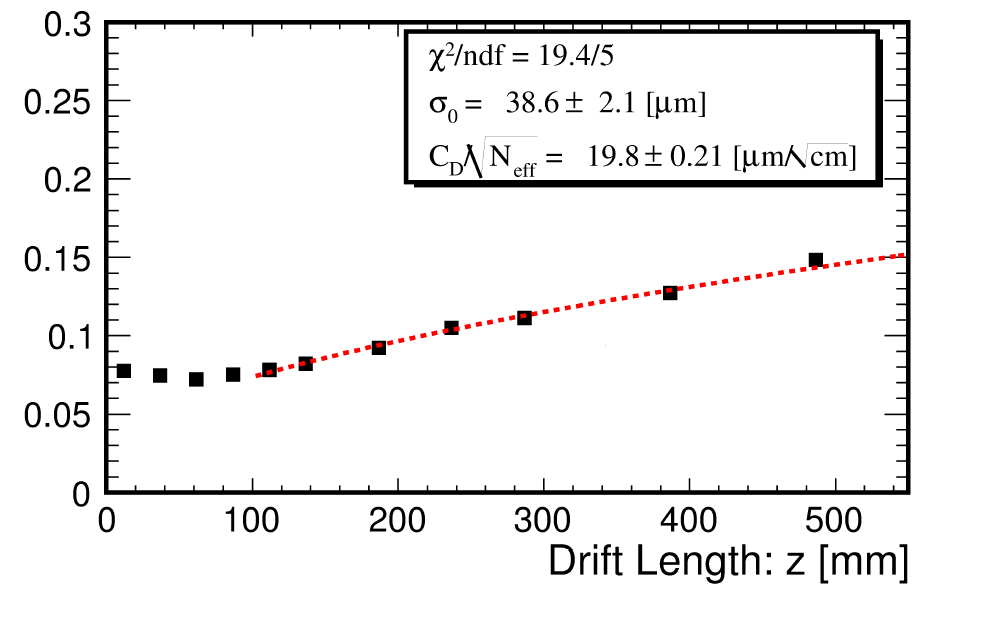 0.3
0.25
0.2
0.15
0.1
0.05
0
χ²/ndf = 19.4/5
σ₀ = 38.6 ± 2.1 [μm]
C_D/√N_eff = 19.8 ± 0.21 [μm/√cm]
0 100 200 300 400 500
Drift Length: z [mm]